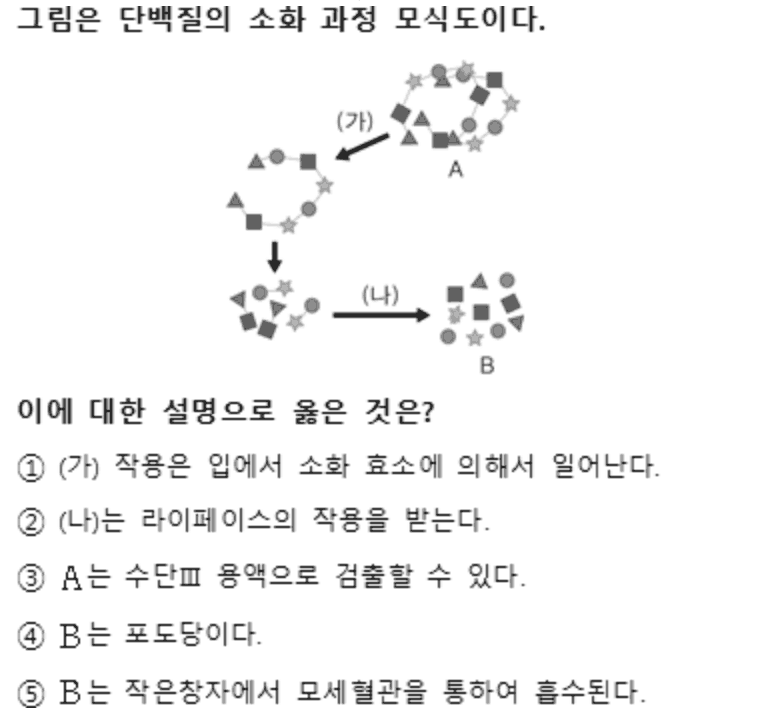 그림은 단백질의 소화 과정 모식도이다.
(가)
A
(나)
B
이에 대한 설명으로 옳은 것은?
① (가) 작용은 입에서 소화 효소에 의해서 일어난다.
② (나)는 라이페이스의 작용을 받는다.
③ A는 수단Ⅲ 용액으로 검출할 수 있다.
④ B는 포도당이다.
⑤ B는 작은창자에서 모세혈관을 통하여 흡수된다.